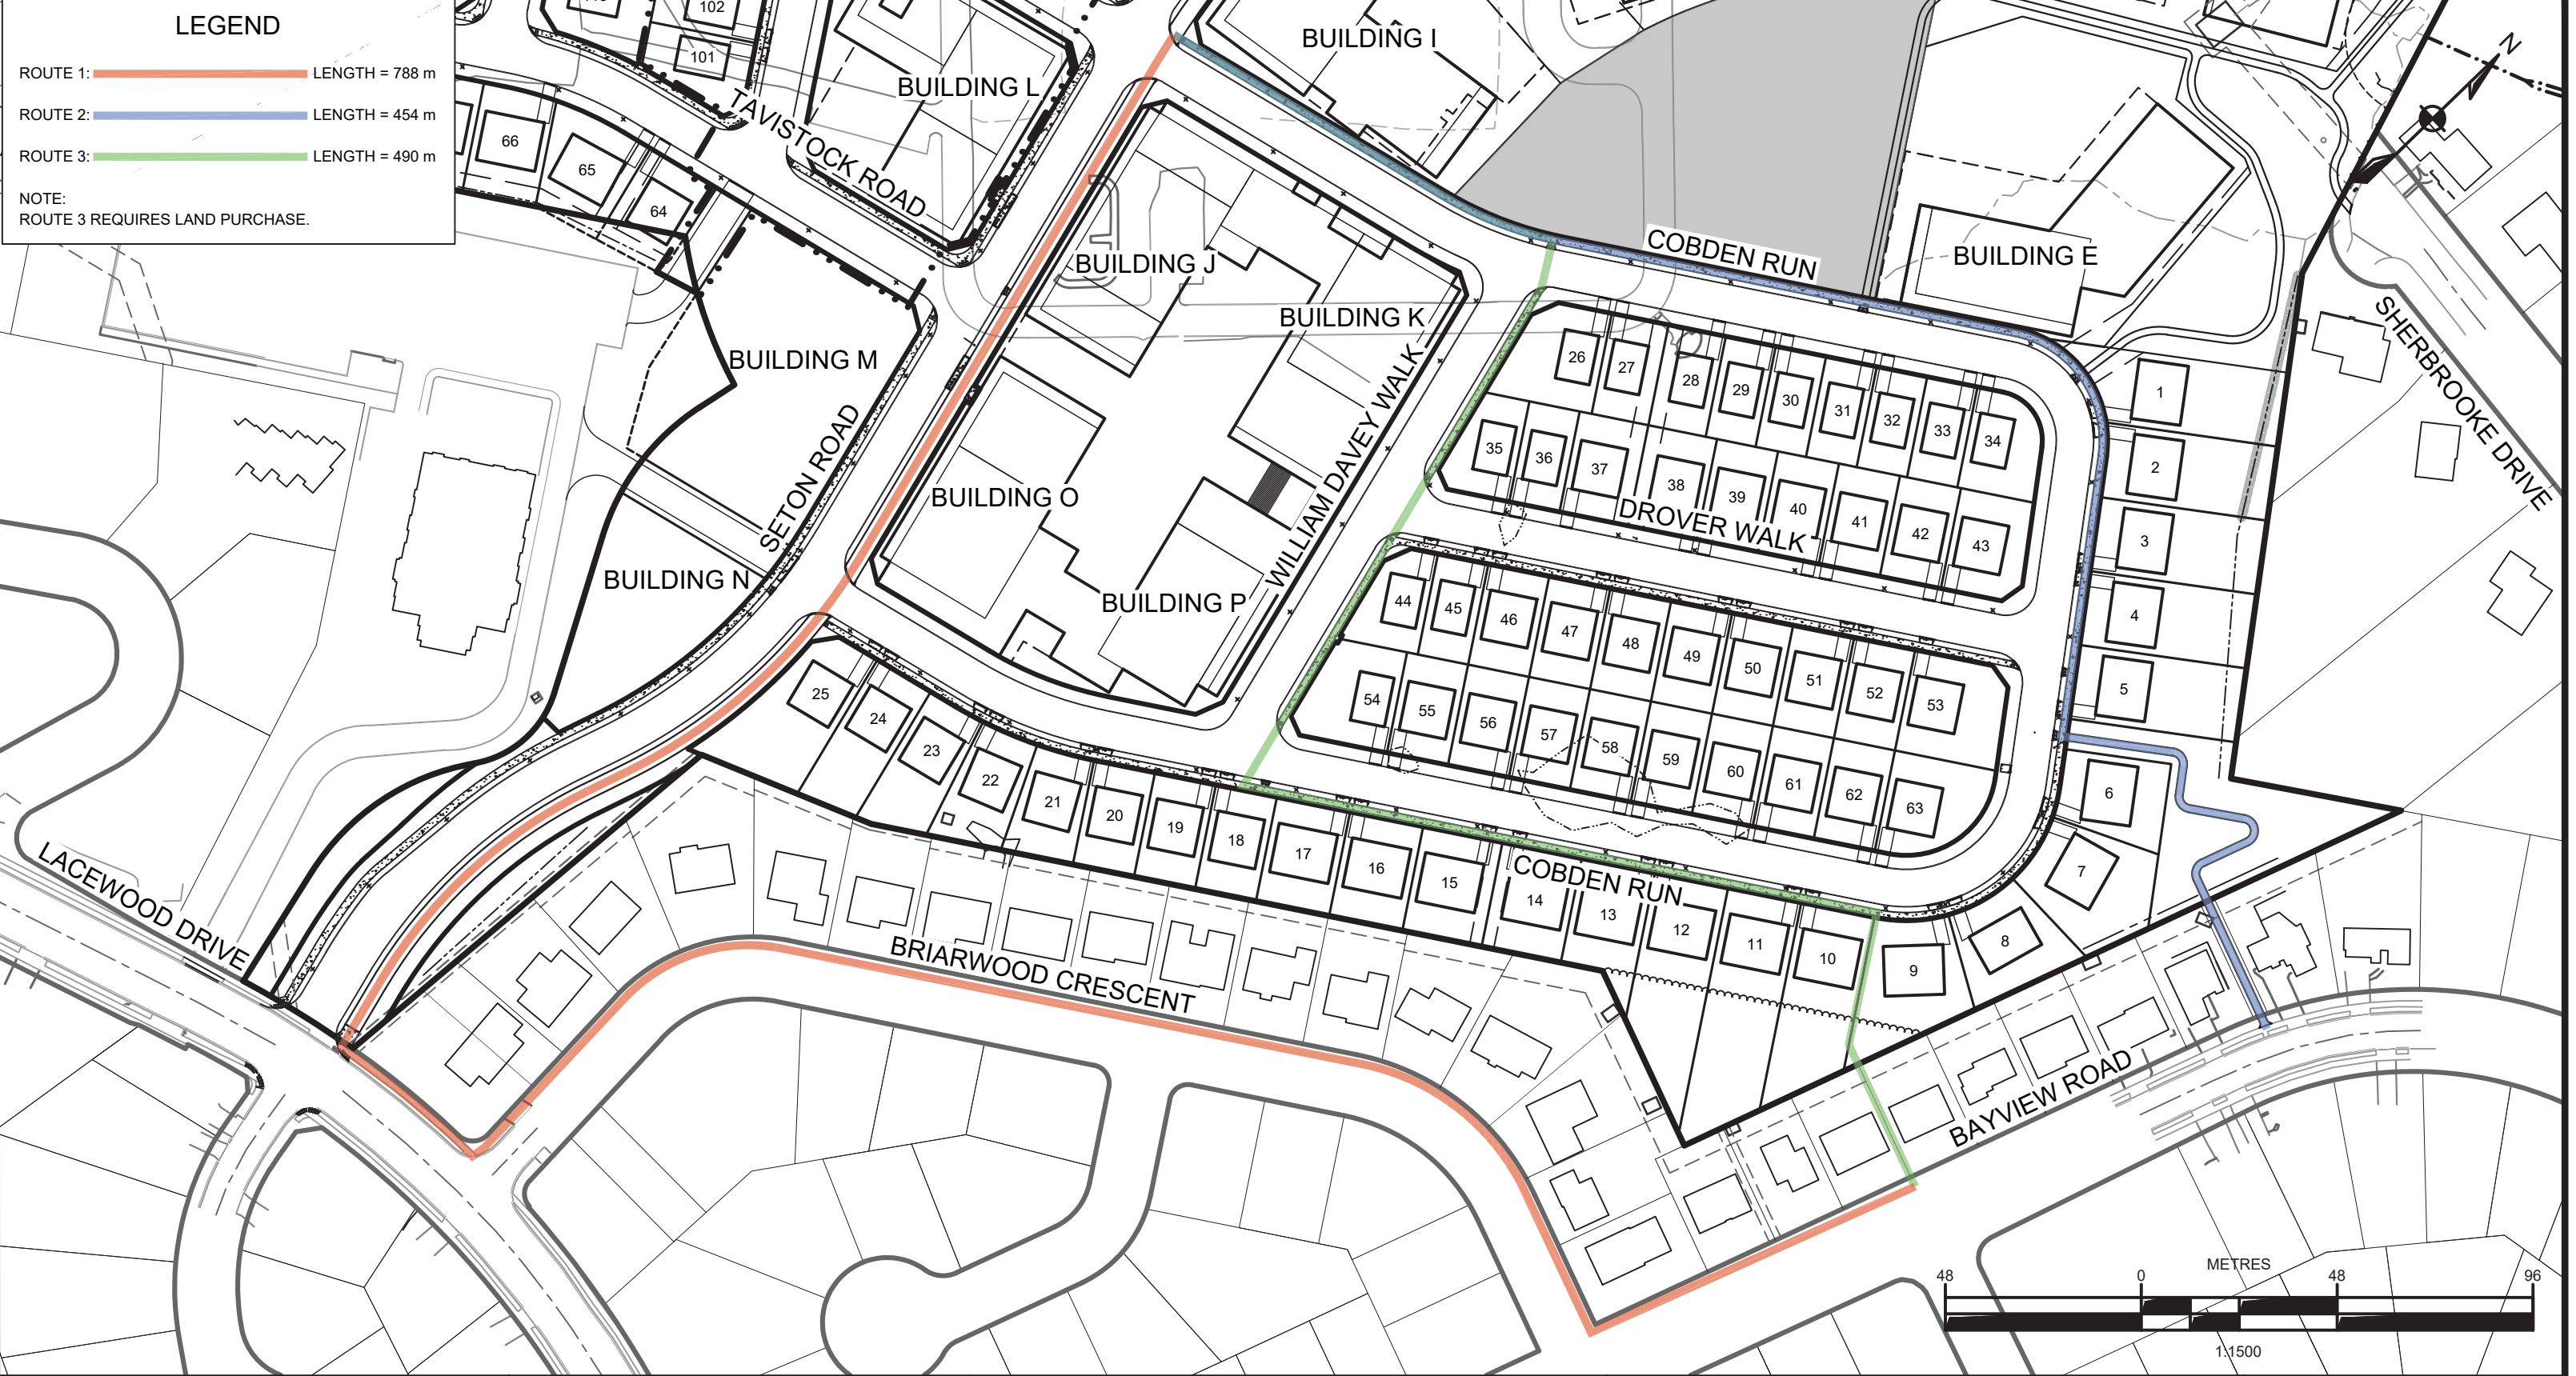 LEGEND
ROUTE 1: LENGTH = 788 m
ROUTE 2: LENGTH = 454 m
ROUTE 3: LENGTH = 490 m
NOTE:
ROUTE 3 REQUIRES LAND PURCHASE.
102
101
66
65
64
TAVISTOCK ROAD
BUILDING L
BUILDING I
N
BUILDING J
BUILDING K
COBDEN RUN
BUILDING E
SHERBROOKE DRIVE
BUILDING M
BUILDING O
BUILDING N
BUILDING P
SETON ROAD
WILLIAM DAVEY WALK
26
27
28
29
30
31
32
33
34
35
36
37
38
39
40
41
42
43
DROVER WALK
1
2
3
4
5
6
7
8
9
44
45
46
47
48
49
50
51
52
53
54
55
56
57
58
59
60
61
62
63
25
24
23
22
21
20
19
18
17
16
15
14
13
12
11
10
COBDEN RUN
LACEWOOD DRIVE
BRIARWOOD CRESCENT
BAYVIEW ROAD
METRES
48 0 48 96
1:1500